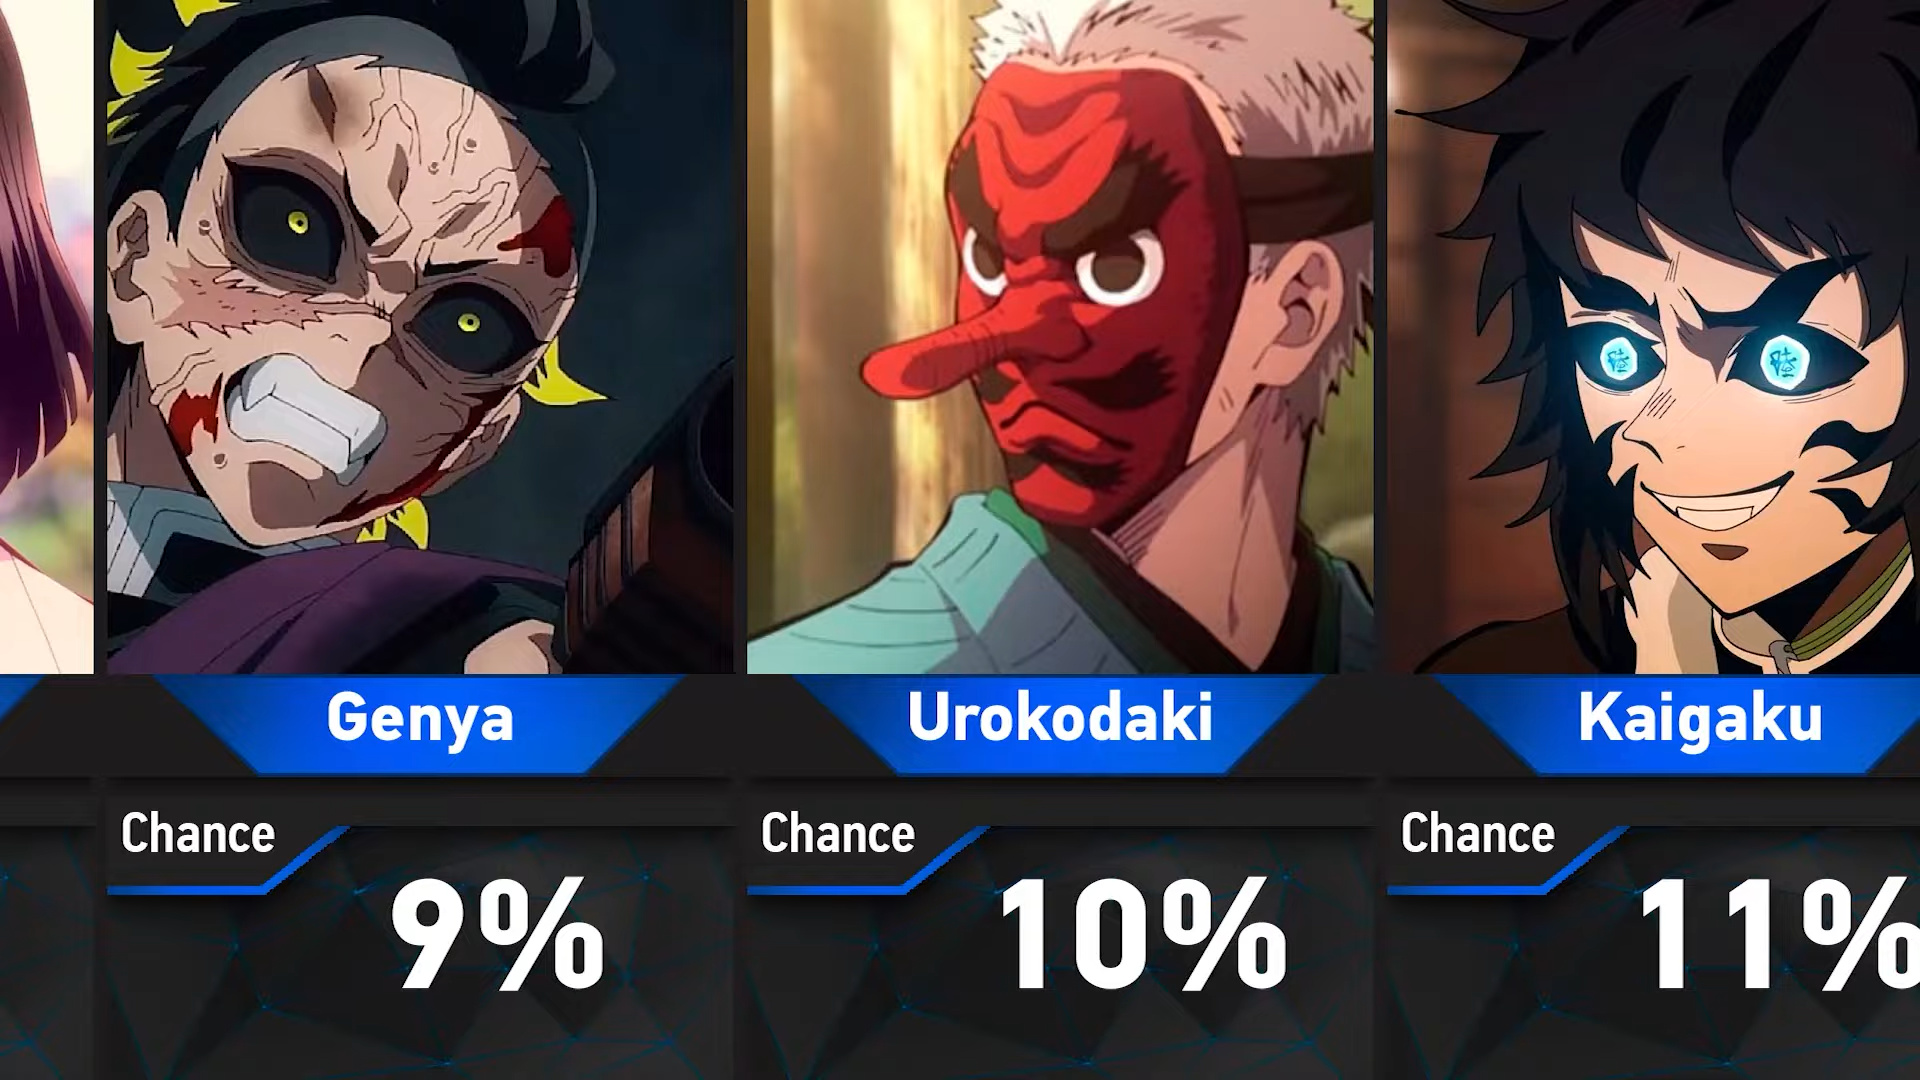 Genya
Urokodaki
Kaigaku
Chance
9%
Chance
10%
Chance
11%